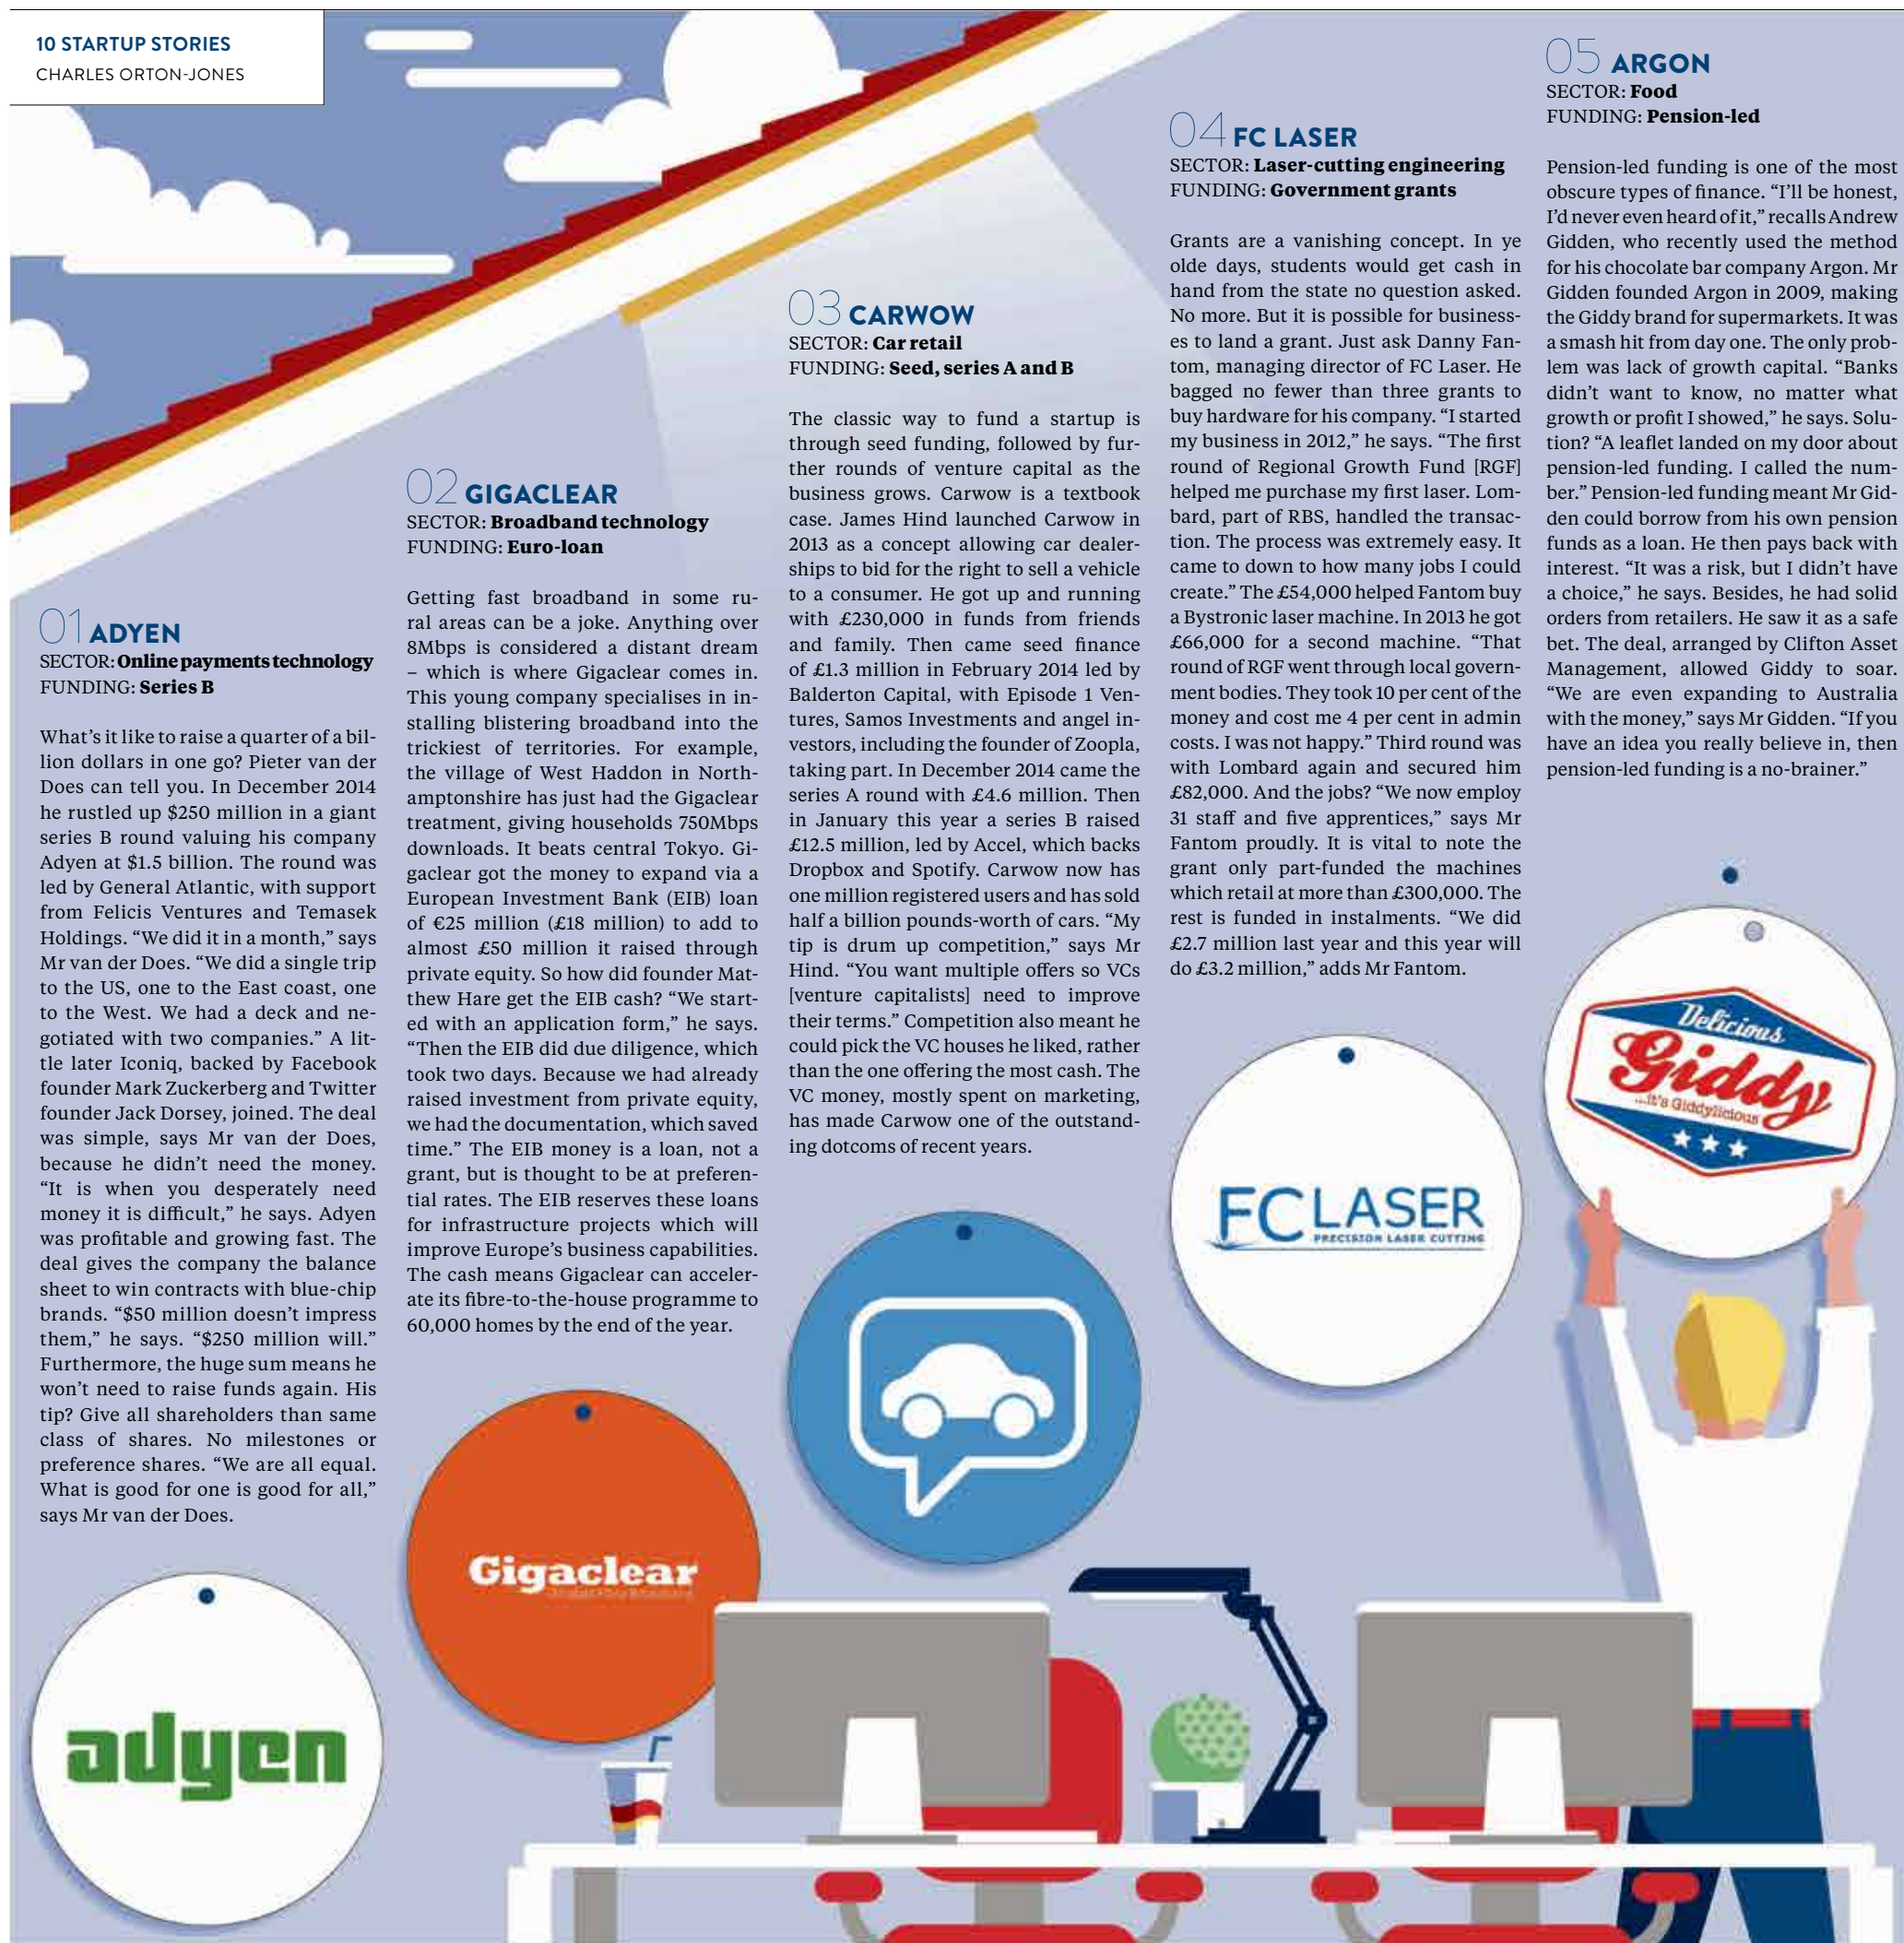 10 STARTUP STORIES
CHARLES ORTON-JONES
01 ADYEN
SECTOR: Online payments technology
FUNDING: Series B
What's it like to raise a quarter of a bil-
lion dollars in one go? Pieter van der
Does can tell you. In December 2014
he rustled up $250 million in a giant
series B round valuing his company
Adyen at $1.5 billion. The round was
led by General Atlantic, with support
from Felicis Ventures and Temasek
Holdings. “We did it in a month,” says
Mr van der Does. “We did a single trip
to the US, one to the East coast, one
to the West. We had a deck and ne-
gotiated with two companies.” A lit-
tle later Iconiq, backed by Facebook
founder Mark Zuckerberg and Twitter
founder Jack Dorsey, joined. The deal
was simple, says Mr van der Does,
because he didn't need the money.
“It is when you desperately need
money it is difficult,” he says. Adyen
was profitable and growing fast. The
deal gives the company the balance
sheet to win contracts with blue-chip
brands. “$50 million doesn't impress
them,” he says. “$250 million will.”
Furthermore, the huge sum means he
won't need to raise funds again. His
tip? Give all shareholders than same
class of shares. No milestones or
preference shares. “We are all equal.
What is good for one is good for all,”
says Mr van der Does.
adyen
02 GIGACLEAR
SECTOR: Broadband technology
FUNDING: Euro-loan
Getting fast broadband in some ru-
ral areas can be a joke. Anything over
8Mbps is considered a distant dream
– which is where Gigaclear comes in.
This young company specialises in in-
stalling blistering broadband into the
trickiest of territories. For example,
the village of West Haddon in North-
amptonshire has just had the Gigaclear
treatment, giving households 750Mbps
downloads. It beats central Tokyo. Gi-
gaclear got the money to expand via a
European Investment Bank (EIB) loan
of €25 million (£18 million) to add to
almost £50 million it raised through
private equity. So how did founder Mat-
thew Hare get the EIB cash? “We start-
ed with an application form,” he says.
“Then the EIB did due diligence, which
took two days. Because we had already
raised investment from private equity,
we had the documentation, which saved
time.” The EIB money is a loan, not a
grant, but is thought to be at preferen-
tial rates. The EIB reserves these loans
for infrastructure projects which will
improve Europe's business capabilities.
The cash means Gigaclear can acceler-
ate its fibre-to-the-house programme to
60,000 homes by the end of the year.
Gigaclear
03 CARWOW
SECTOR: Car retail
FUNDING: Seed, series A and B
The classic way to fund a startup is
through seed funding, followed by fur-
ther rounds of venture capital as the
business grows. Carwow is a textbook
case. James Hind launched Carwow in
2013 as a concept allowing car dealer-
ships to bid for the right to sell a vehicle
to a consumer. He got up and running
with £230,000 in funds from friends
and family. Then came seed finance
of £1.3 million in February 2014 led by
Balderton Capital, with Episode 1 Ven-
tures, Samos Investments and angel in-
vestors, including the founder of Zoopla,
taking part. In December 2014 came the
series A round with £4.6 million. Then
in January this year a series B raised
£12.5 million, led by Accel, which backs
Dropbox and Spotify. Carwow now has
one million registered users and has sold
half a billion pounds-worth of cars. “My
tip is drum up competition,” says Mr
Hind. “You want multiple offers so VCs
[venture capitalists] need to improve
their terms.” Competition also meant he
could pick the VC houses he liked, rather
than the one offering the most cash. The
VC money, mostly spent on marketing,
has made Carwow one of the outstand-
ing dotcoms of recent years.
04 FC LASER
SECTOR: Laser-cutting engineering
FUNDING: Government grants
Grants are a vanishing concept. In ye
olde days, students would get cash in
hand from the state no question asked.
No more. But it is possible for business-
es to land a grant. Just ask Danny Fan-
tom, managing director of FC Laser. He
bagged no fewer than three grants to
buy hardware for his company. “I started
my business in 2012,” he says. “The first
round of Regional Growth Fund [RGF]
helped me purchase my first laser. Lom-
bard, part of RBS, handled the transac-
tion. The process was extremely easy. It
came to down to how many jobs I could
create.” The £54,000 helped Fantom buy
a Bystronic laser machine. In 2013 he got
£66,000 for a second machine. “That
round of RGF went through local govern-
ment bodies. They took 10 per cent of the
money and cost me 4 per cent in admin
costs. I was not happy.” Third round was
with Lombard again and secured him
£82,000. And the jobs? “We now employ
31 staff and five apprentices,” says Mr
Fantom proudly. It is vital to note the
grant only part-funded the machines
which retail at more than £300,000. The
rest is funded in instalments. “We did
£2.7 million last year and this year will
do £3.2 million,” adds Mr Fantom.
FC LASER
PRECISION LASER CUTTING
05 ARGON
SECTOR: Food
FUNDING: Pension-led
Pension-led funding is one of the most
obscure types of finance. “I'll be honest,
I'd never even heard of it,” recalls Andrew
Gidden, who recently used the method
for his chocolate bar company Argon. Mr
Gidden founded Argon in 2009, making
the Giddy brand for supermarkets. It was
a smash hit from day one. The only prob-
lem was lack of growth capital. “Banks
didn't want to know, no matter what
growth or profit I showed,” he says. Solu-
tion? “A leaflet landed on my door about
pension-led funding. I called the num-
ber.” Pension-led funding meant Mr Gid-
den could borrow from his own pension
funds as a loan. He then pays back with
interest. “It was a risk, but I didn't have
a choice,” he says. Besides, he had solid
orders from retailers. He saw it as a safe
bet. The deal, arranged by Clifton Asset
Management, allowed Giddy to soar.
“We are even expanding to Australia
with the money,” says Mr Gidden. “If you
have an idea you really believe in, then
pension-led funding is a no-brainer.”
Delicious
Giddy
...it's Giddylicious